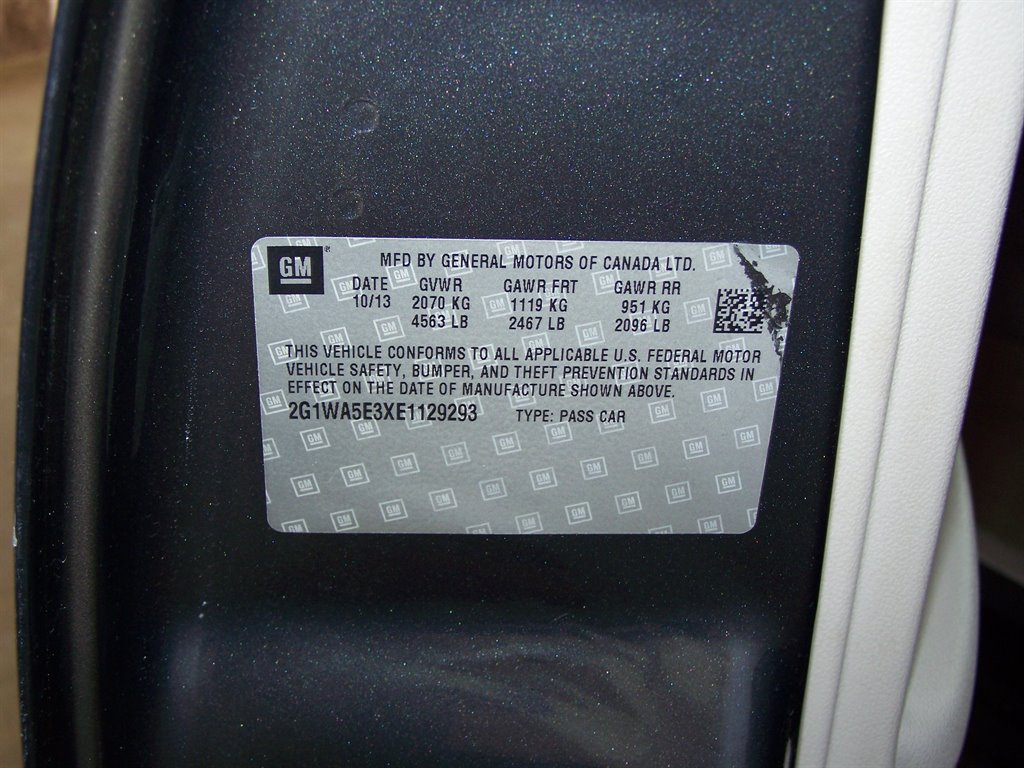 GM
MFD BY GENERAL MOTORS OF CANADA LTD.
DATE GVWR GAWR FRT GAWR RR
10/13 2070 KG 1119 KG 951 KG
4563 LB 2467 LB 2096 LB
THIS VEHICLE CONFORMS TO ALL APPLICABLE U.S. FEDERAL MOTOR
VEHICLE SAFETY, BUMPER, AND THEFT PREVENTION STANDARDS IN
EFFECT ON THE DATE OF MANUFACTURE SHOWN ABOVE.
2G1WA5E3XE1129293 TYPE: PASS CAR